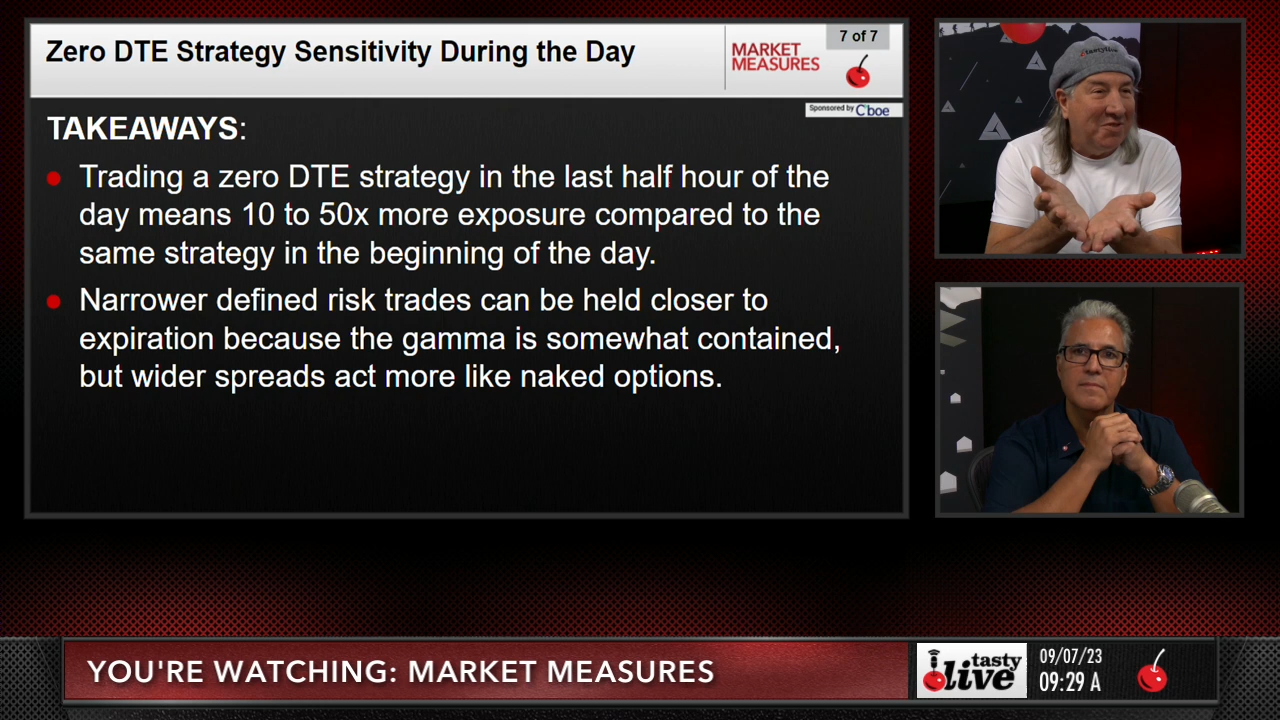 Zero DTE Strategy Sensitivity During the Day
MARKET
MEASURES
7 of 7
Sponsored by Cboe
TAKEAWAYS:
Trading a zero DTE strategy in the last half hour of the
day means 10 to 50x more exposure compared to the
same strategy in the beginning of the day.
Narrower defined risk trades can be held closer to
expiration because the gamma is somewhat contained,
but wider spreads act more like naked options.
tastylive
YOU'RE WATCHING: MARKET MEASURES
tasty
live
09/07/23
09:29 A